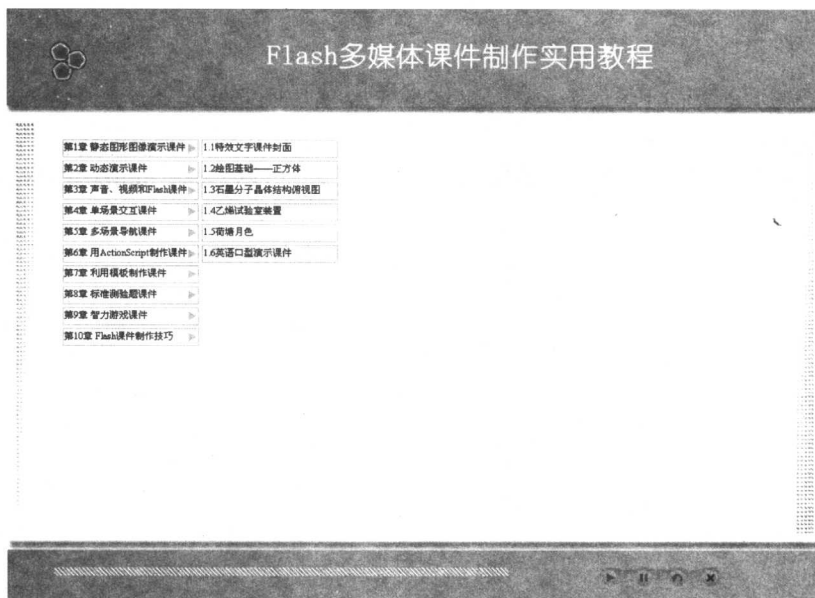 Flash多媒体课件制作实用教程
第1章 静态图形图像演示课件
第2章 动态演示课件
第3章 声音、视频和Flash课件
第4章 单场景交互课件
第5章 多场景导航课件
第6章 用ActionScript制作课件
第7章 利用模板制作课件
第8章 标准测验题课件
第9章 智力游戏课件
第10章 Flash课件制作技巧
1.1特效文字课件封面
1.2绘图基础——正方体
1.3石墨分子晶体结构俯视图
1.4乙烯试验室装置
1.5荷塘月色
1.6英语口型演示课件